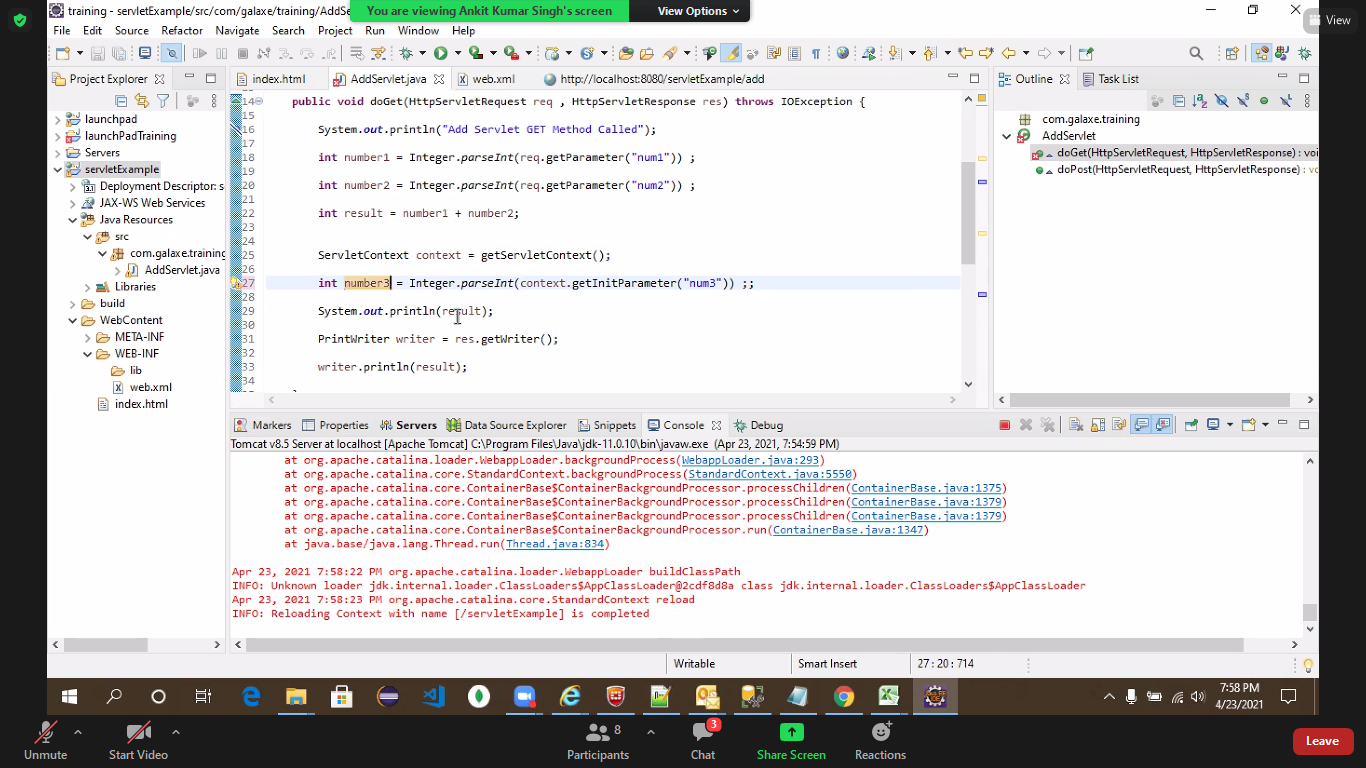 training - servletExample/src/com/galaxe/training/AddSe
You are viewing Ankit Kumar Singh's screen
View Options
View
File Edit Source Refactor Navigate Search Project Run Window Help
Project Explorer
index.html
AddServlet.java
web.xml
http://localhost:8080/servletExample/add
Outline
Task List
launchpad
launchPadTraining
Servers
servletExample
Deployment Descriptor: s
JAX-WS Web Services
Java Resources
src
com.galaxe.training
AddServlet.java
Libraries
build
WebContent
META-INF
WEB-INF
lib
web.xml
index.html
14 public void doGet(HttpServletRequest req , HttpServletResponse res) throws IOException {
15
16 System.out.println("Add Servlet GET Method Called");
17
18 int number1 = Integer.parseInt(req.getParameter("num1")) ;
19
20 int number2 = Integer.parseInt(req.getParameter("num2")) ;
21
22 int result = number1 + number2;
23
24
25 ServletContext context = getServletContext();
26
27 int number3 = Integer.parseInt(context.getInitParameter("num3")) ;;
28
29 System.out.println(result);
30
31 PrintWriter writer = res.getWriter();
32
33 writer.println(result);
34
com.galaxe.training
AddServlet
doGet(HttpServletRequest, HttpServletResponse) : voi
doPost(HttpServletRequest, HttpServletResponse) : vo
Markers Properties Servers Data Source Explorer Snippets Console Debug
Tomcat v8.5 Server at localhost [Apache Tomcat] C:\Program Files\Java\jdk-11.0.10\bin\javaw.exe (Apr 23, 2021, 7:54:59 PM)
at org.apache.catalina.loader.WebappLoader.backgroundProcess(WebappLoader.java:293)
at org.apache.catalina.core.StandardContext.backgroundProcess(StandardContext.java:5550)
at org.apache.catalina.core.ContainerBase$ContainerBackgroundProcessor.processChildren(ContainerBase.java:1375)
at org.apache.catalina.core.ContainerBase$ContainerBackgroundProcessor.processChildren(ContainerBase.java:1379)
at org.apache.catalina.core.ContainerBase$ContainerBackgroundProcessor.processChildren(ContainerBase.java:1379)
at org.apache.catalina.core.ContainerBase$ContainerBackgroundProcessor.run(ContainerBase.java:1347)
at java.base/java.lang.Thread.run(Thread.java:834)
Apr 23, 2021 7:58:22 PM org.apache.catalina.loader.WebappLoader buildClassPath
INFO: Unknown loader jdk.internal.loader.ClassLoaders$AppClassLoader@2cdf8d8a class jdk.internal.loader.ClassLoaders$AppClassLoader
Apr 23, 2021 7:58:23 PM org.apache.catalina.core.StandardContext reload
INFO: Reloading Context with name [/servletExample] is completed
Writable
Smart Insert
27 : 20 : 714
7:58 PM
4/23/2021
Unmute
Start Video
Participants
8
Chat
3
Share Screen
Reactions
Leave